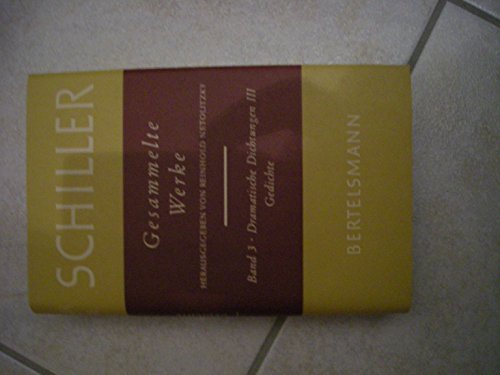 SCHILLER
Gesammelte
Werke
HERAUSGEGEBEN VON REINHOLD NETOLITZKY
Band 3 · Dramatische Dichtungen III
Gedichte
BERTELSMANN